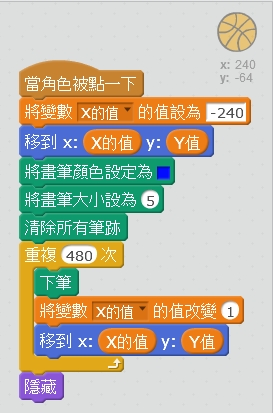 x: 240
y: -64
當角色被點一下
將變數 X的值 的值設為 -240
移到 x: X的值 y: Y值
將畫筆顏色設定為
將畫筆大小設為 5
清除所有筆跡
重複 480 次
下筆
將變數 X的值 的值改變 1
移到 x: X的值 y: Y值
隱藏